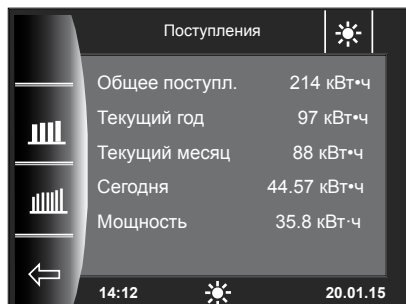 Поступления
Общее поступл. 214 кВт•ч
Текущий год 97 кВт•ч
Текущий месяц 88 кВт•ч
Сегодня 44.57 кВт•ч
Мощность 35.8 кВт·ч
14:12 20.01.15